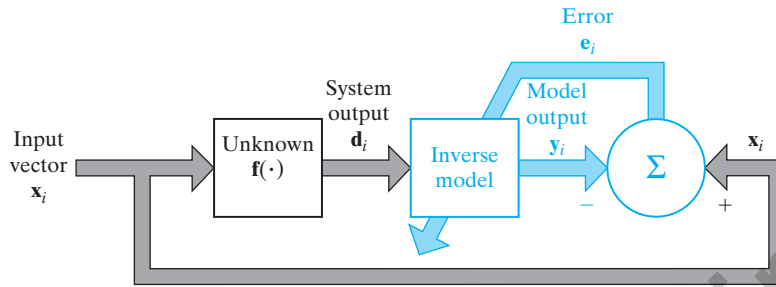 Error
e_i
System
output
d_i
Model
output
y_i
Input
vector
x_i
Unknown
f(·)
Inverse
model
Σ
x_i
−
+